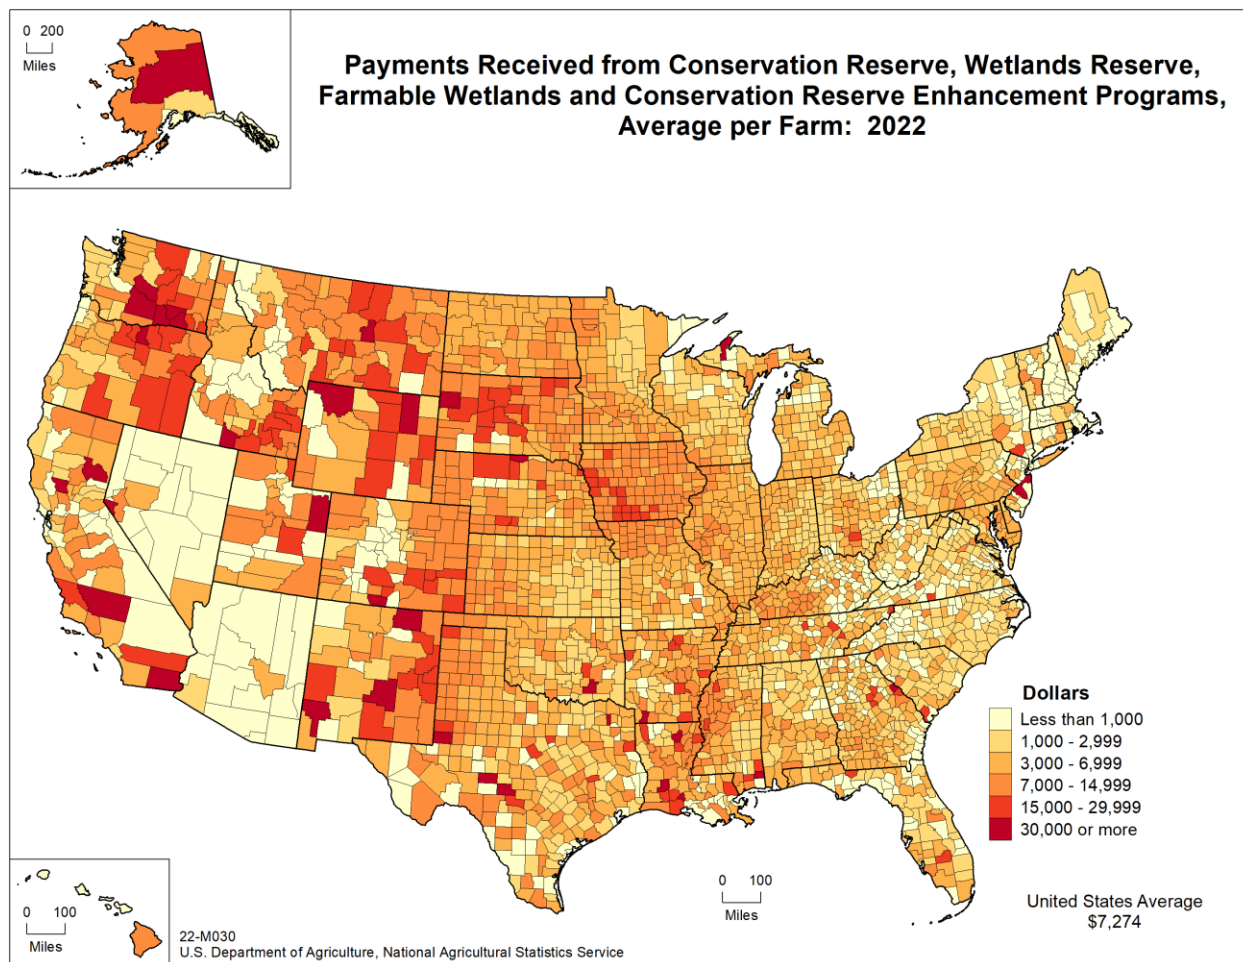 0 200
Miles
Payments Received from Conservation Reserve, Wetlands Reserve,
Farmable Wetlands and Conservation Reserve Enhancement Programs,
Average per Farm: 2022
Dollars
Less than 1,000
1,000 - 2,999
3,000 - 6,999
7,000 - 14,999
15,000 - 29,999
30,000 or more
0 100
Miles
0 100
Miles
United States Average
$7,274
22-M030
U.S. Department of Agriculture, National Agricultural Statistics Service